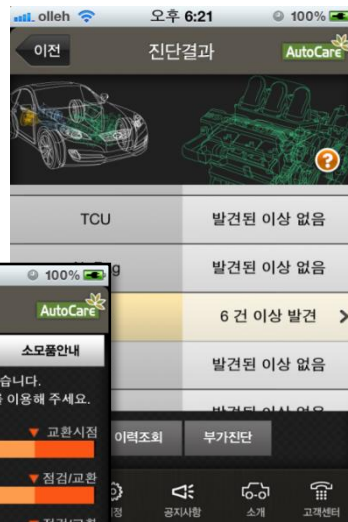 olleh 오후 6:21 100%
이전 진단결과 AutoCare
TCU 발견된 이상 없음
발견된 이상 없음
6 건 이상 발견
발견된 이상 없음
이력조회 부가진단
공지사항 소개 고객센터
100%
AutoCare
소모품안내
습니다.
이용해 주세요.
교환시점
점검/교환